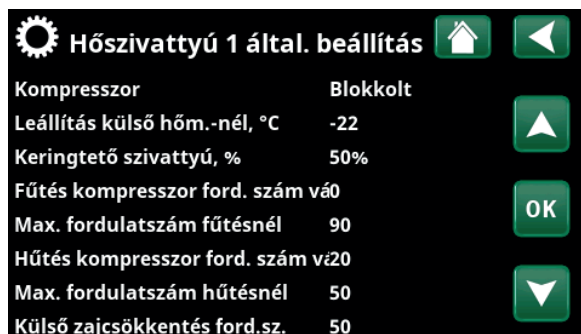 Hőszivattyú 1 által. beállítás
Kompresszor Blokkolt
Leállítás külső hőm.-nél, °C -22
Keringtető szivattyú, % 50%
Fűtés kompresszor ford. szám vá0
Max. fordulatszám fűtésnél 90
OK
Hűtés kompresszor ford. szám vá20
Max. fordulatszám hűtésnél 50
Külső zajcsökkentés ford.sz. 50